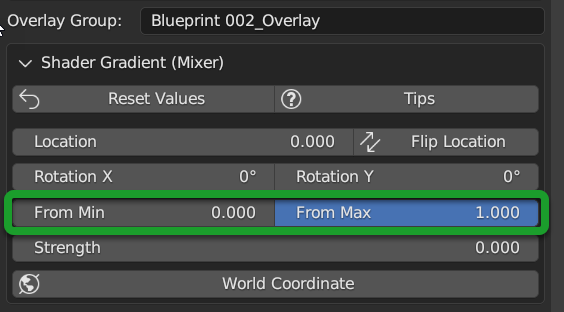 Overlay Group: Blueprint 002_Overlay
Shader Gradient (Mixer)
Reset Values Tips
Location 0.000 Flip Location
Rotation X 0° Rotation Y 0°
From Min 0.000 From Max 1.000
Strength 0.000
World Coordinate